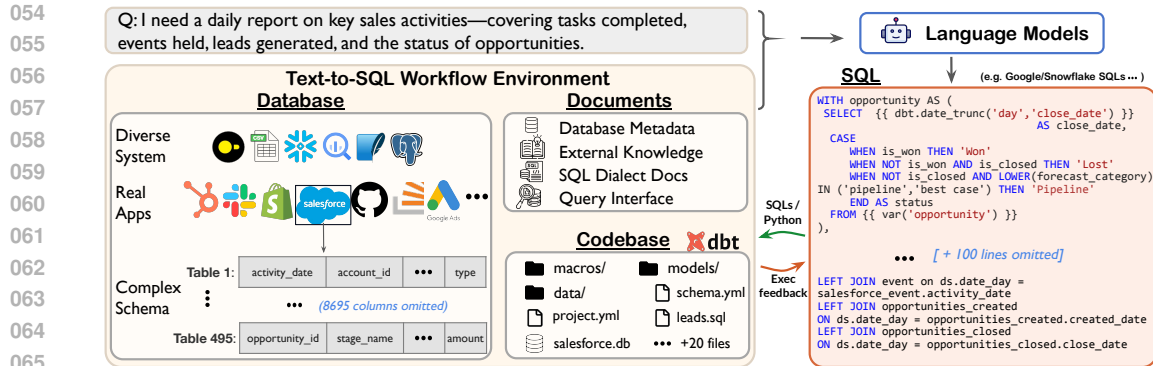 054
055
056
057
058
059
060
061
062
063
064
065
Q: I need a daily report on key sales activities—covering tasks completed,
events held, leads generated, and the status of opportunities.
Language Models
Text-to-SQL Workflow Environment
Database
Diverse
System
CSV
Real
Apps
salesforce
Google Ads
•••
Complex
Schema
Table 1:
activity_date
account_id
•••
type
••• (8695 columns omitted)
Table 495:
opportunity_id
stage_name
•••
amount
Documents
Database Metadata
External Knowledge
SQL
SQL Dialect Docs
Query Interface
Codebase
dbt
macros/
models/
data/
schema.yml
project.yml
leads.sql
salesforce.db
••• +20 files
SQLs /
Python
Exec
feedback
SQL
(e.g. Google/Snowflake SQLs ••• )
WITH opportunity AS (
SELECT {{ dbt.date_trunc('day','close_date') }}
AS close_date,
CASE
WHEN is_won THEN 'Won'
WHEN NOT is_won AND is_closed THEN 'Lost'
WHEN NOT is_closed AND LOWER(forecast_category)
IN ('pipeline','best case') THEN 'Pipeline'
END AS status
FROM {{ var('opportunity') }}
),
••• [ + 100 lines omitted]
LEFT JOIN event on ds.date_day =
salesforce_event.activity_date
LEFT JOIN opportunities_created
ON ds.date_day = opportunities_created.created_date
LEFT JOIN opportunities_closed
ON ds.date_day = opportunities_closed.close_date